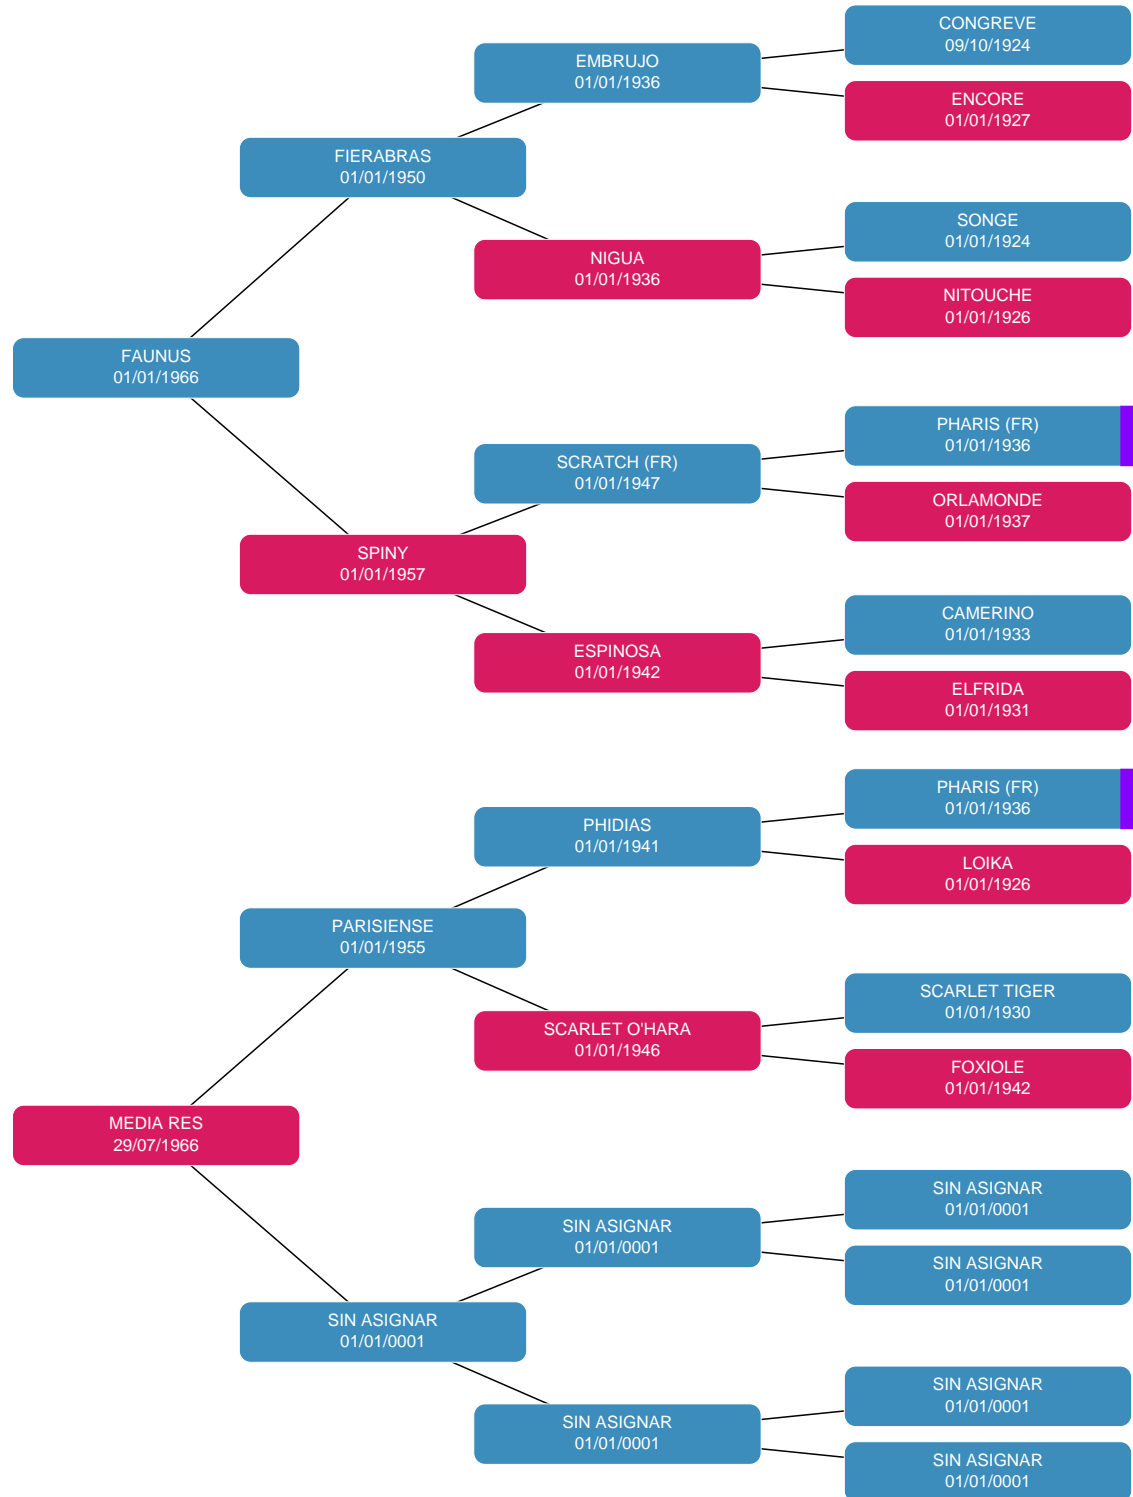 CONGREVE
09/10/1924
EMBRUJO
01/01/1936
ENCORE
01/01/1927
FIERABRAS
01/01/1950
SONGE
01/01/1924
NIGUA
01/01/1936
NITOUCHE
01/01/1926
FAUNUS
01/01/1966
PHARIS (FR)
01/01/1936
SCRATCH (FR)
01/01/1947
ORLAMONDE
01/01/1937
SPINY
01/01/1957
CAMERINO
01/01/1933
ESPINOSA
01/01/1942
ELFRIDA
01/01/1931
PHARIS (FR)
01/01/1936
PHIDIAS
01/01/1941
LOIKA
01/01/1926
PARISIENSE
01/01/1955
SCARLET TIGER
01/01/1930
SCARLET O'HARA
01/01/1946
FOXIOLE
01/01/1942
MEDIA RES
29/07/1966
SIN ASIGNAR
01/01/0001
SIN ASIGNAR
01/01/0001
SIN ASIGNAR
01/01/0001
SIN ASIGNAR
01/01/0001
SIN ASIGNAR
01/01/0001
SIN ASIGNAR
01/01/0001
SIN ASIGNAR
01/01/0001